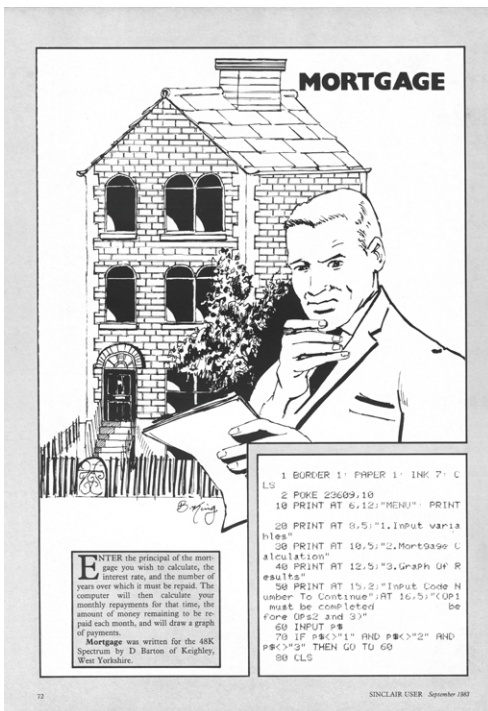 MORTGAGE
B. Ming
ENTER the principal of the mort-
gage you wish to calculate, the
interest rate, and the number of
years over which it must be repaid. The
computer will then calculate your
monthly repayments for that time, the
amount of money remaining to be re-
paid each month, and will draw a graph
of payments.
Mortgage was written for the 48K
Spectrum by D Barton of Keighley,
West Yorkshire.
1 BORDER 1: PAPER 1: INK 7: C
LS
2 POKE 23609,10
10 PRINT AT 6,12;"MENU": PRINT
20 PRINT AT 8,5;"1.Input varia
bles"
30 PRINT AT 10,5;"2.Mortgage C
alculation"
40 PRINT AT 12,5;"3.Graph Of R
esults"
50 PRINT AT 15,2;"Input Code N
umber To Continue";AT 16,5;"(OP1
must be completed be
fore OPs2 and 3)"
60 INPUT P$
70 IF P$<>"1" AND P$<>"2" AND
P$<>"3" THEN GO TO 60
80 CLS
72
SINCLAIR USER September 1983